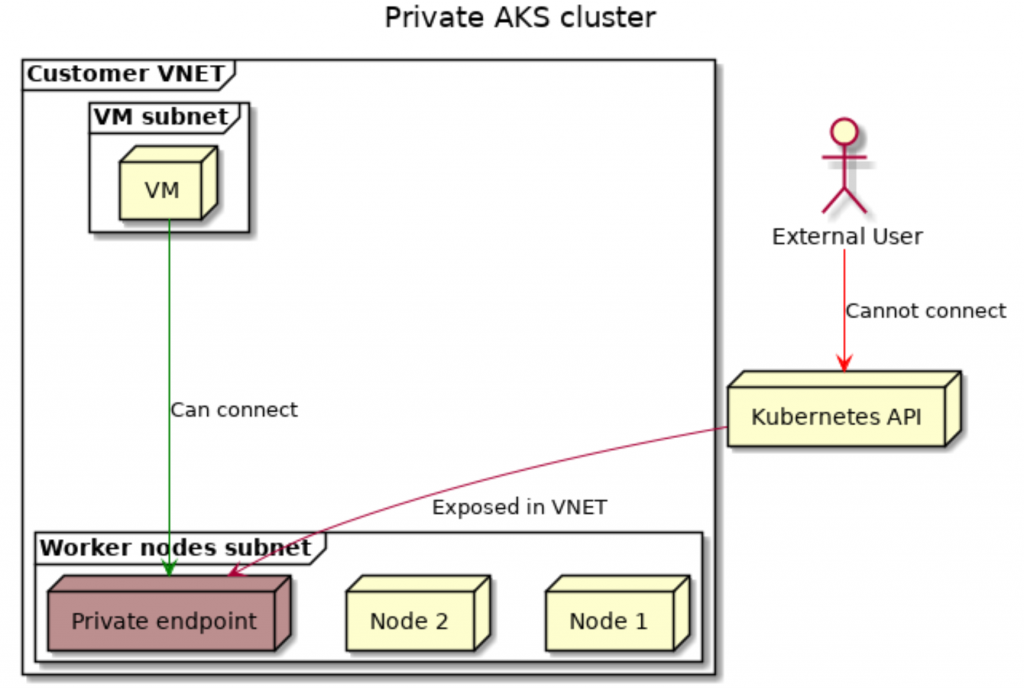 Private AKS cluster
Customer VNET
VM subnet
VM
External User
Cannot connect
Can connect
Kubernetes API
Exposed in VNET
Worker nodes subnet
Private endpoint
Node 2
Node 1